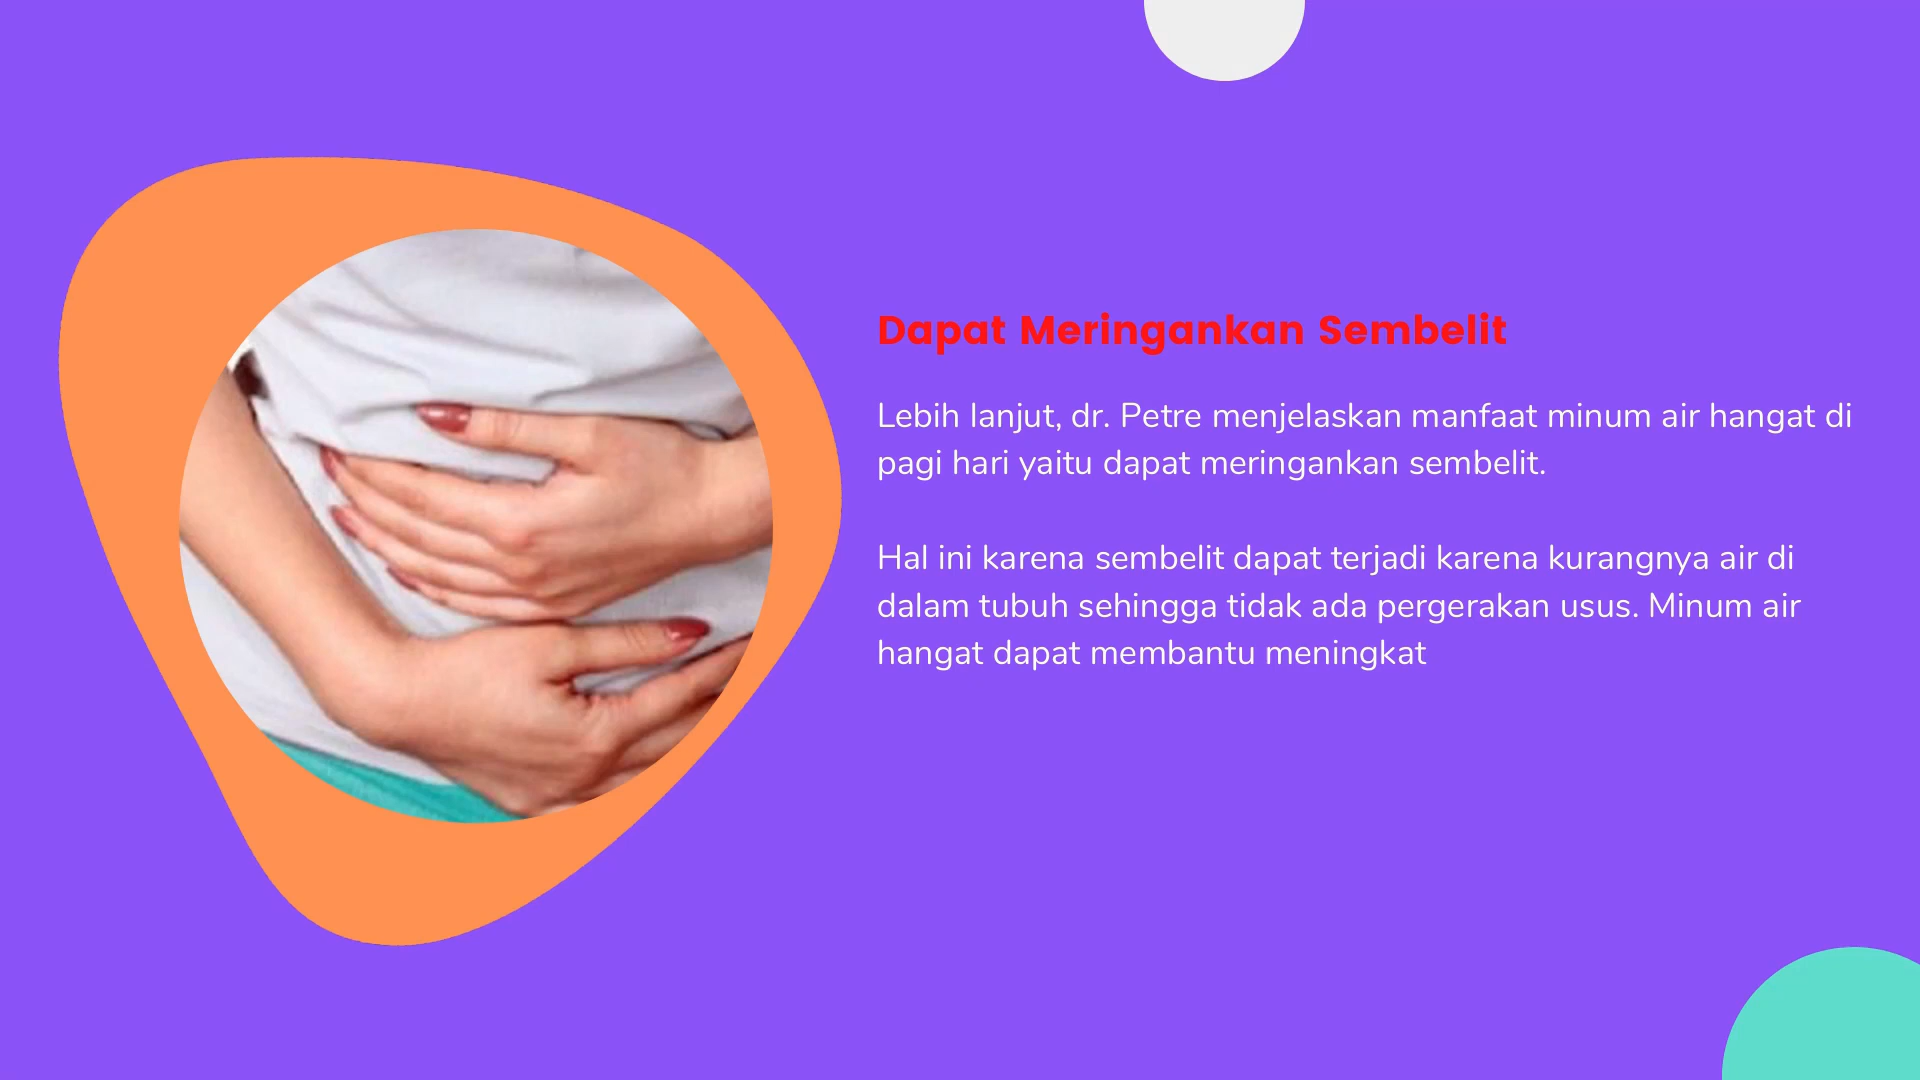 Dapat Meringankan Sembelit
Lebih lanjut, dr. Petre menjelaskan manfaat minum air hangat di
pagi hari yaitu dapat meringankan sembelit.
Hal ini karena sembelit dapat terjadi karena kurangnya air di
dalam tubuh sehingga tidak ada pergerakan usus. Minum air
hangat dapat membantu meningkat